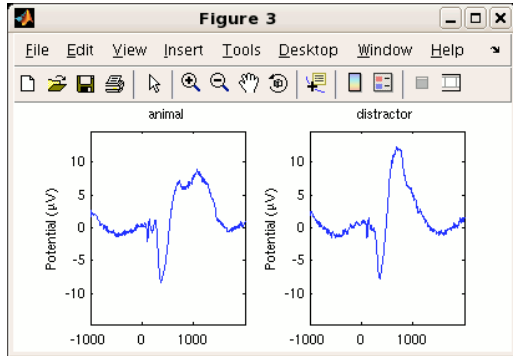 Figure 3
File Edit View Insert Tools Desktop Window Help
animal
distractor
Potential (μV)
10
5
0
-5
-10
-1000 0 1000
Potential (μV)
10
5
0
-5
-10
-1000 0 1000